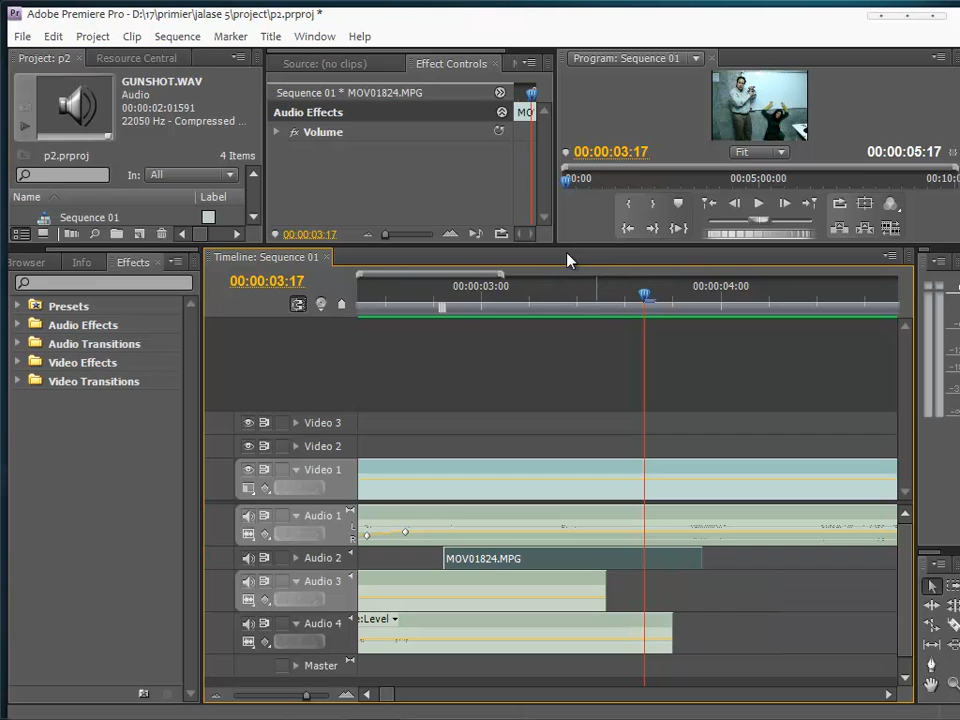 Adobe Premiere Pro - D:\17\primier\jalase 5\project\p2.prproj *
File Edit Project Clip Sequence Marker Title Window Help
Project: p2 Resource Central
GUNSHOT.WAV
Audio
00:00:02:01591
22050 Hz - Compressed ...
p2.prproj 4 Items
In: All
Name Label
Sequence 01
Source: (no clips) Effect Controls
Sequence 01 * MOV01824.MPG
Audio Effects MO
fx Volume
00:00:03:17
Program: Sequence 01
00:00:03:17 Fit 00:00:05:17
00:00 00:05:00:00 00:10:0
Browser Info Effects
Presets
Audio Effects
Audio Transitions
Video Effects
Video Transitions
Timeline: Sequence 01
00:00:03:17
00:00:03:00 00:00:04:00
Video 3
Video 2
Video 1
Audio 1
L
R
Audio 2 MOV01824.MPG
Audio 3
Audio 4 e:Level
Master